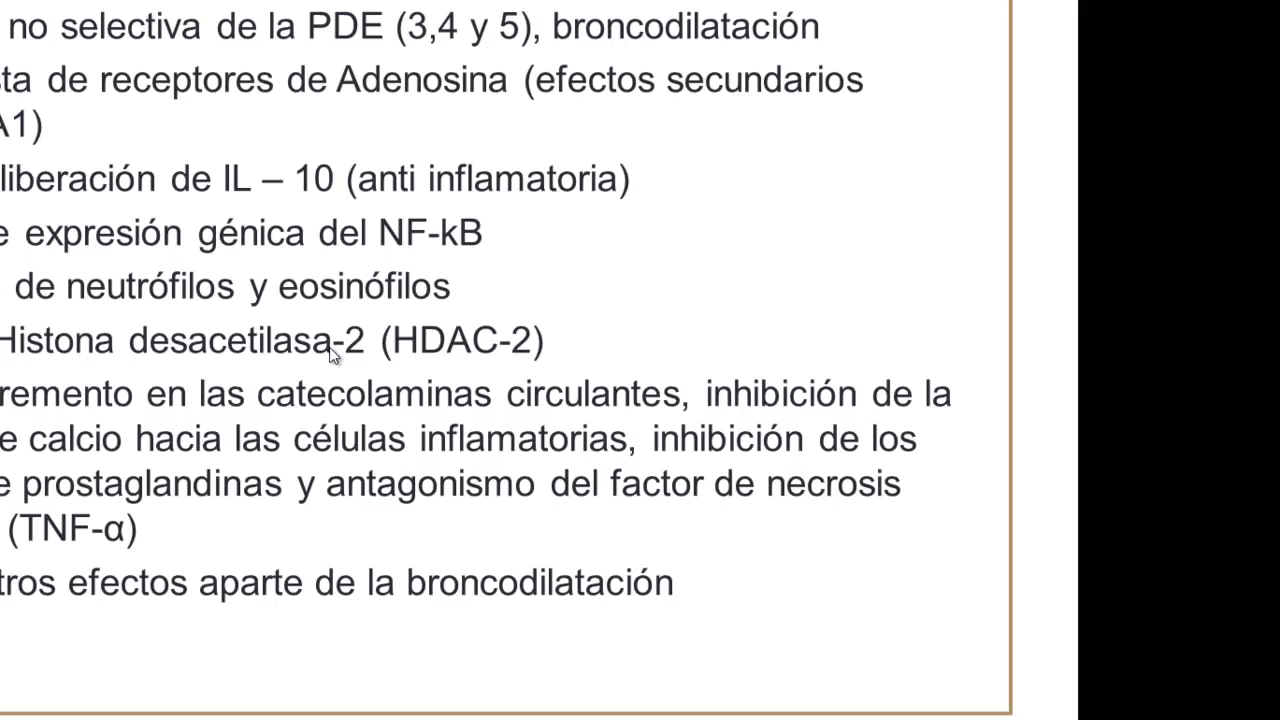 no selectiva de la PDE (3,4 y 5), broncodilatación
sta de receptores de Adenosina (efectos secundarios
A1)
liberación de IL – 10 (anti inflamatoria)
e expresión génica del NF-kB
de neutrófilos y eosinófilos
Histona desacetilasa-2 (HDAC-2)
remento en las catecolaminas circulantes, inhibición de la
e calcio hacia las células inflamatorias, inhibición de los
e prostaglandinas y antagonismo del factor de necrosis
(TNF-α)
tros efectos aparte de la broncodilatación